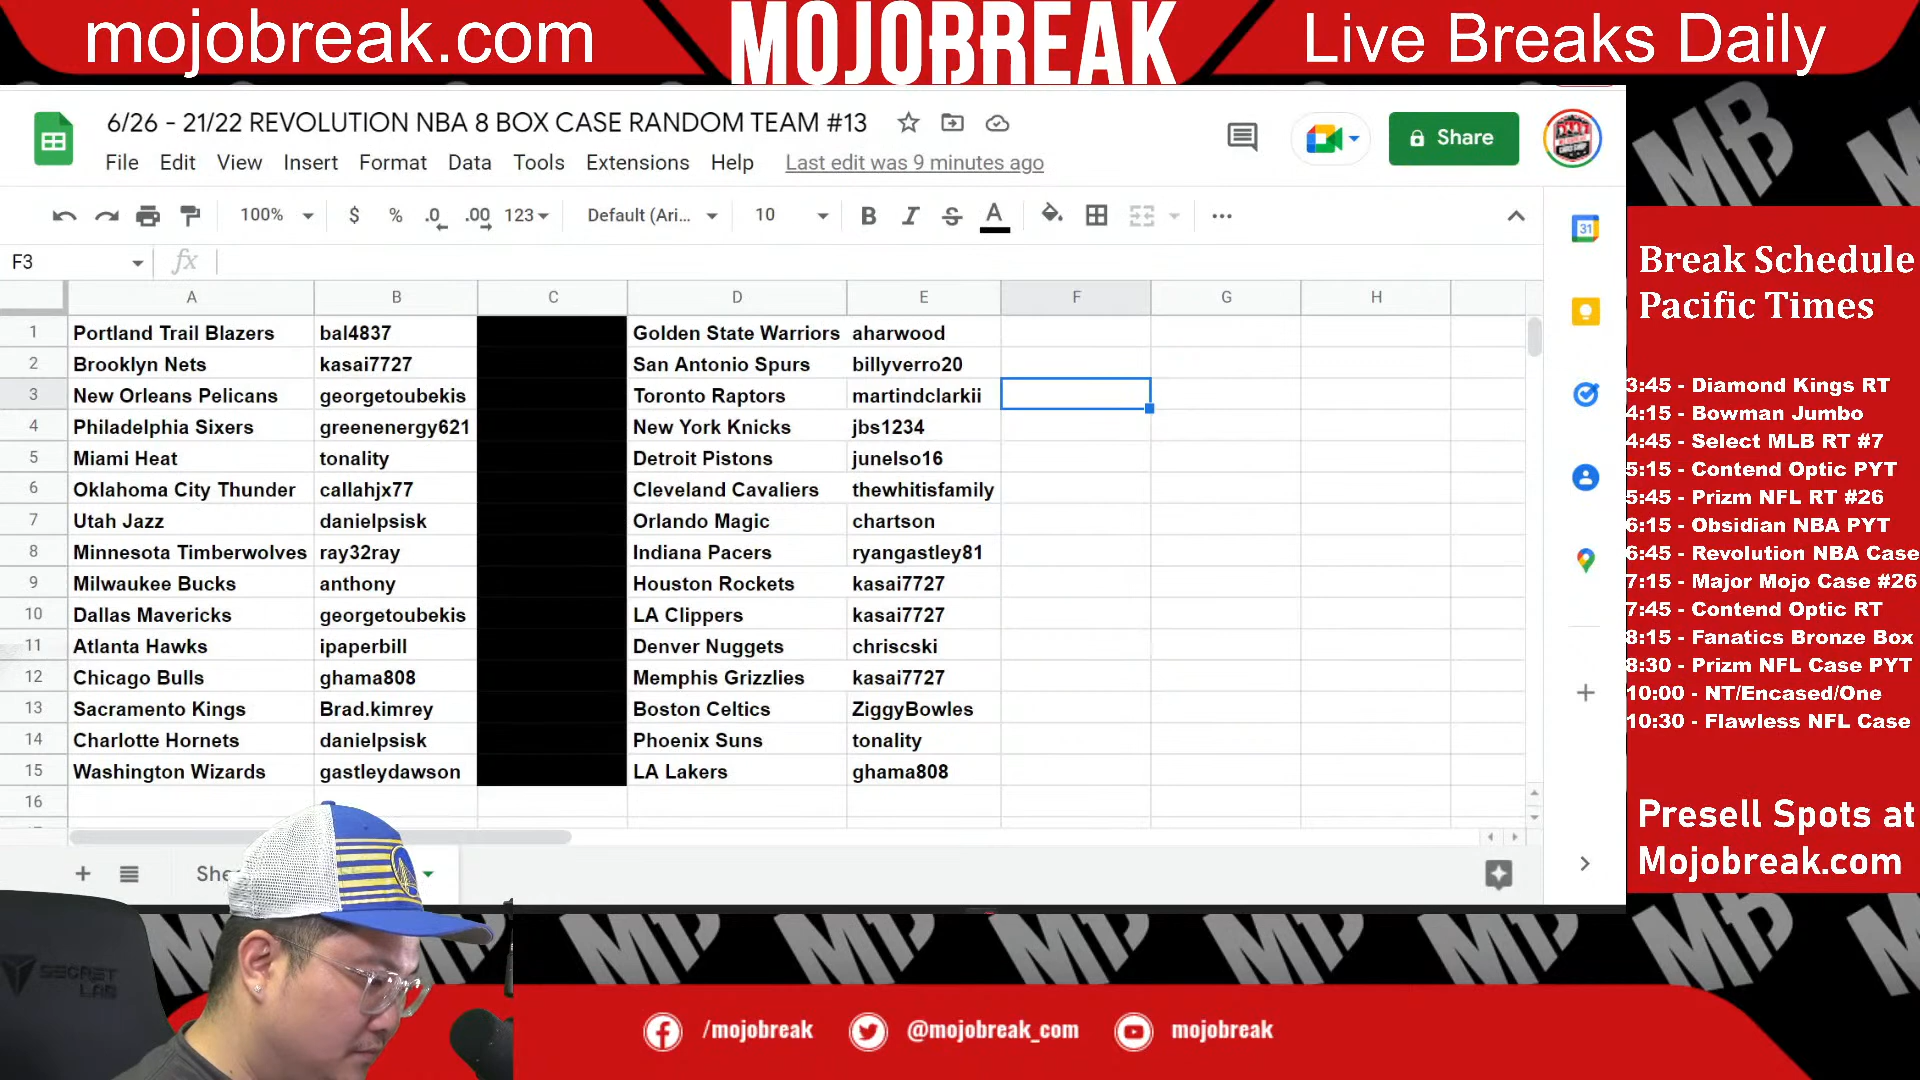 mojobreak.com
MOJOBREAK
Live Breaks Daily
6/26 - 21/22 REVOLUTION NBA 8 BOX CASE RANDOM TEAM #13
Share
File Edit View Insert Format Data Tools Extensions Help Last edit was 9 minutes ago
100% $ % .0 .00 123 Default (Ari... 10 B I S A
F3 fx
A B C D E F G H
1 Portland Trail Blazers bal4837 Golden State Warriors aharwood
2 Brooklyn Nets kasai7727 San Antonio Spurs billyverro20
3 New Orleans Pelicans georgetoubekis Toronto Raptors martindclarkii
4 Philadelphia Sixers greenenergy621 New York Knicks jbs1234
5 Miami Heat tonality Detroit Pistons junelso16
6 Oklahoma City Thunder callahjx77 Cleveland Cavaliers thewhitisfamily
7 Utah Jazz danielpsisk Orlando Magic chartson
8 Minnesota Timberwolves ray32ray Indiana Pacers ryangastley81
9 Milwaukee Bucks anthony Houston Rockets kasai7727
10 Dallas Mavericks georgetoubekis LA Clippers kasai7727
11 Atlanta Hawks ipaperbill Denver Nuggets chriscski
12 Chicago Bulls ghama808 Memphis Grizzlies kasai7727
13 Sacramento Kings Brad.kimrey Boston Celtics ZiggyBowles
14 Charlotte Hornets danielpsisk Phoenix Suns tonality
15 Washington Wizards gastleydawson LA Lakers ghama808
16
31
Break Schedule
Pacific Times
3:45 - Diamond Kings RT
4:15 - Bowman Jumbo
4:45 - Select MLB RT #7
5:15 - Contend Optic PYT
5:45 - Prizm NFL RT #26
6:15 - Obsidian NBA PYT
6:45 - Revolution NBA Case
7:15 - Major Mojo Case #26
7:45 - Contend Optic RT
8:15 - Fanatics Bronze Box
8:30 - Prizm NFL Case PYT
10:00 - NT/Encased/One
10:30 - Flawless NFL Case
Presell Spots at
Mojobreak.com
SECRET
LAB
/mojobreak @mojobreak_com mojobreak